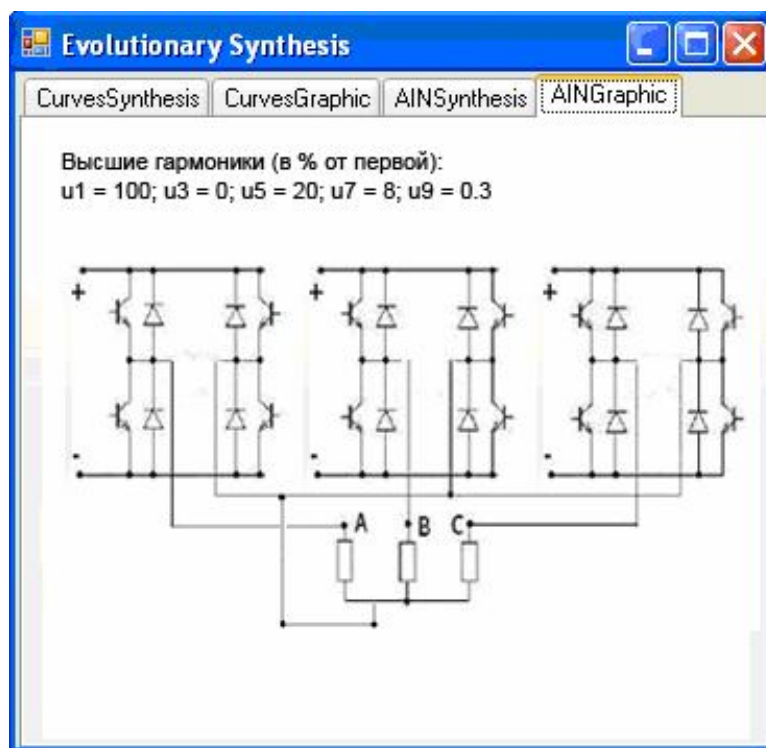 Evolutionary Synthesis
CurvesSynthesis CurvesGraphic AINSynthesis AINGraphic
Высшие гармоники (в % от первой):
u1 = 100; u3 = 0; u5 = 20; u7 = 8; u9 = 0.3
+ + +
- - -
A B C